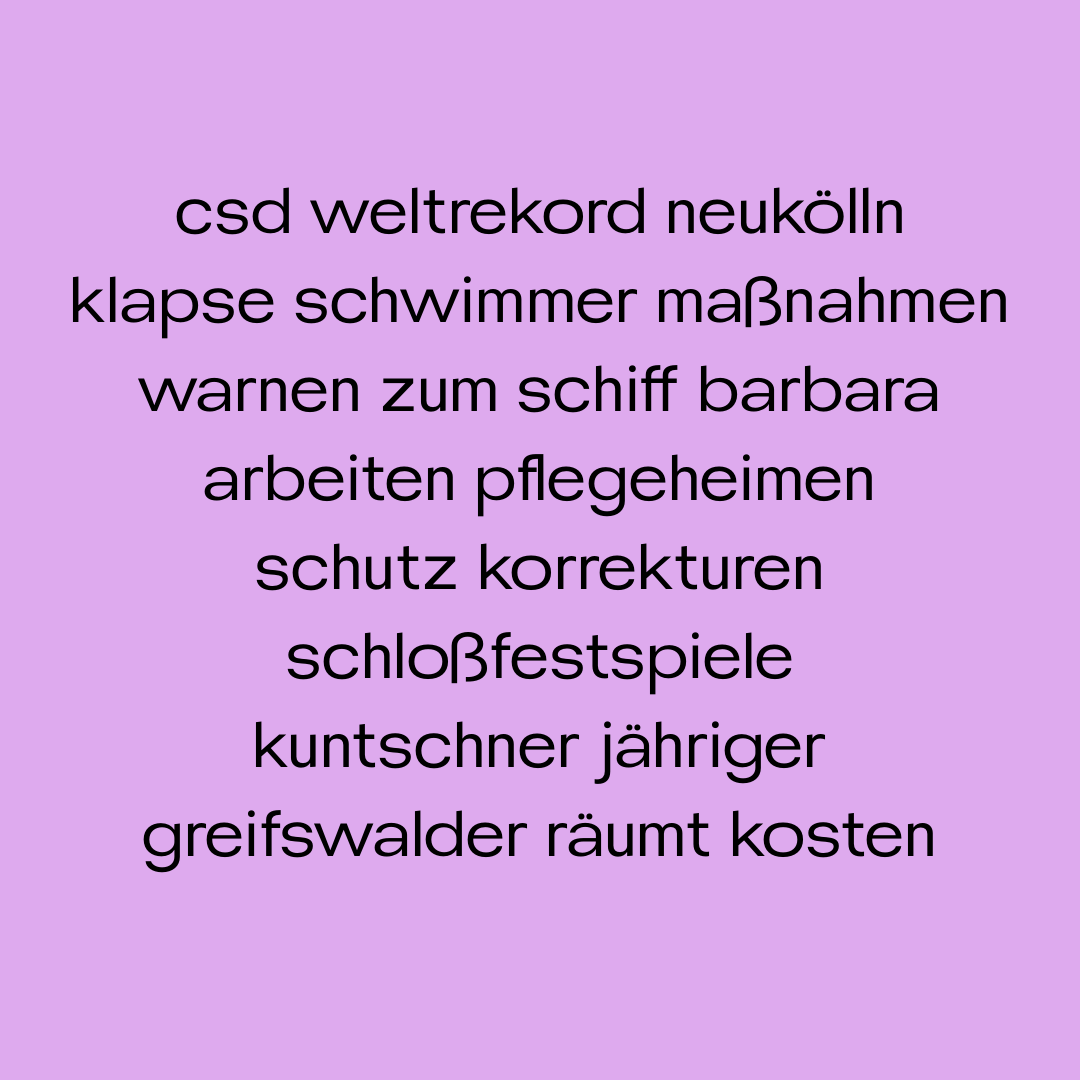 csd weltrekord neukölln
klapse schwimmer maßnahmen
warnen zum schiff barbara
arbeiten pflegeheimen
schutz korrekturen
schloßfestspiele
kuntschner jähriger
greifswalder räumt kosten